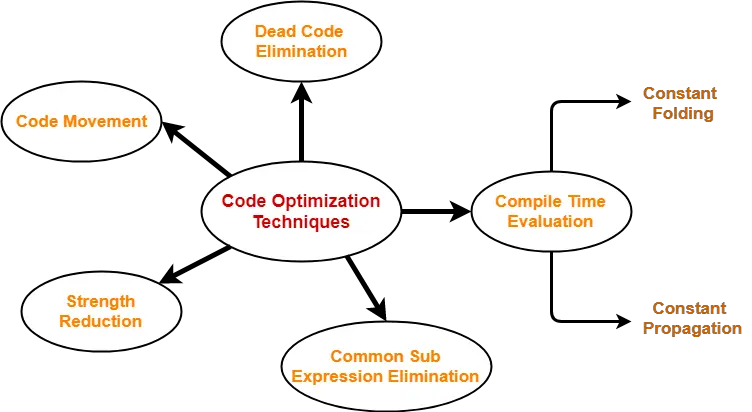 Dead Code
Elimination
Code Movement
Constant
Folding
Code Optimization
Techniques
Compile Time
Evaluation
Strength
Reduction
Constant
Propagation
Common Sub
Expression Elimination